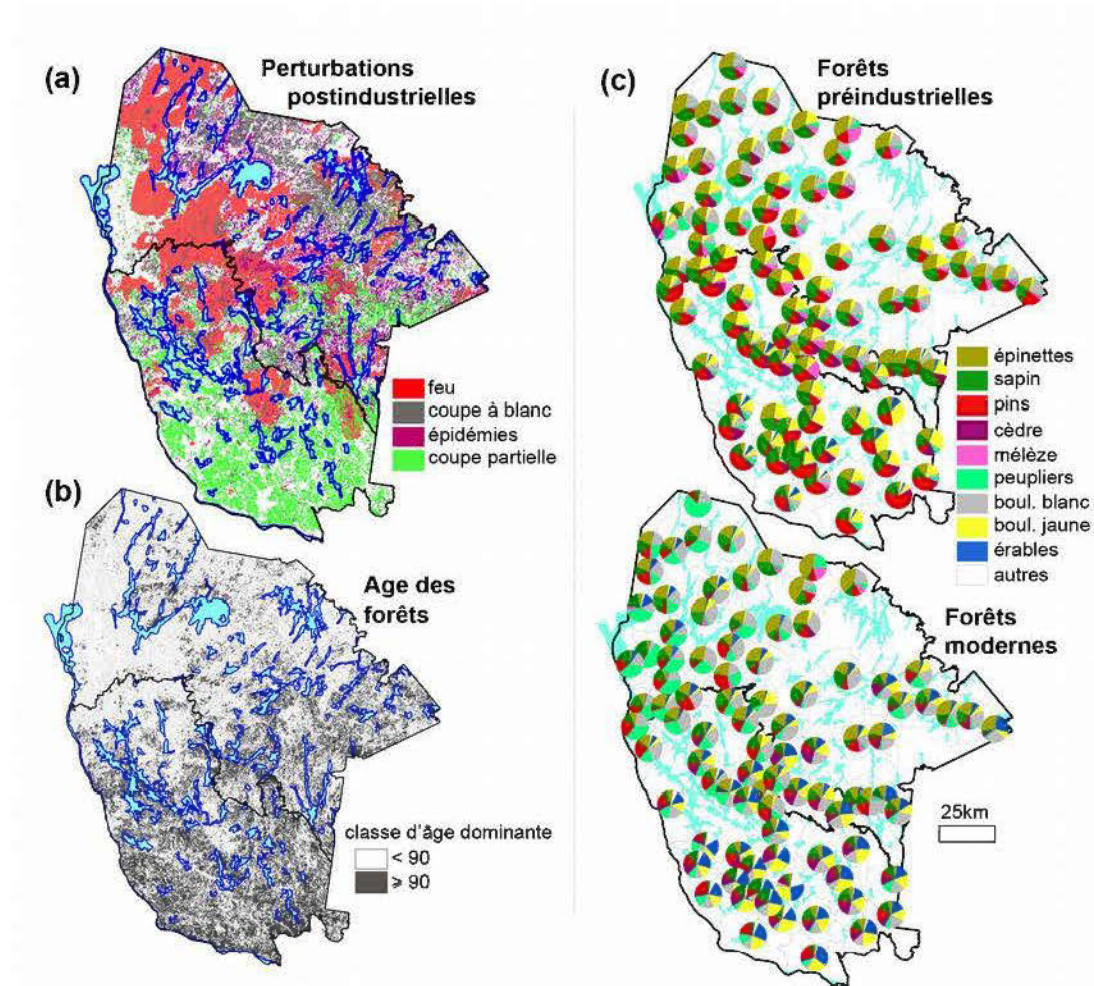 (a)
Perturbations
postindustrielles
feu
coupe à blanc
épidémies
coupe partielle
(b)
Age des
forêts
classe d'âge dominante
< 90
⩾ 90
(c)
Forêts
préindustrielles
épinettes
sapin
pins
cèdre
mélèze
peupliers
boul. blanc
boul. jaune
érables
autres
Forêts
modernes
25km